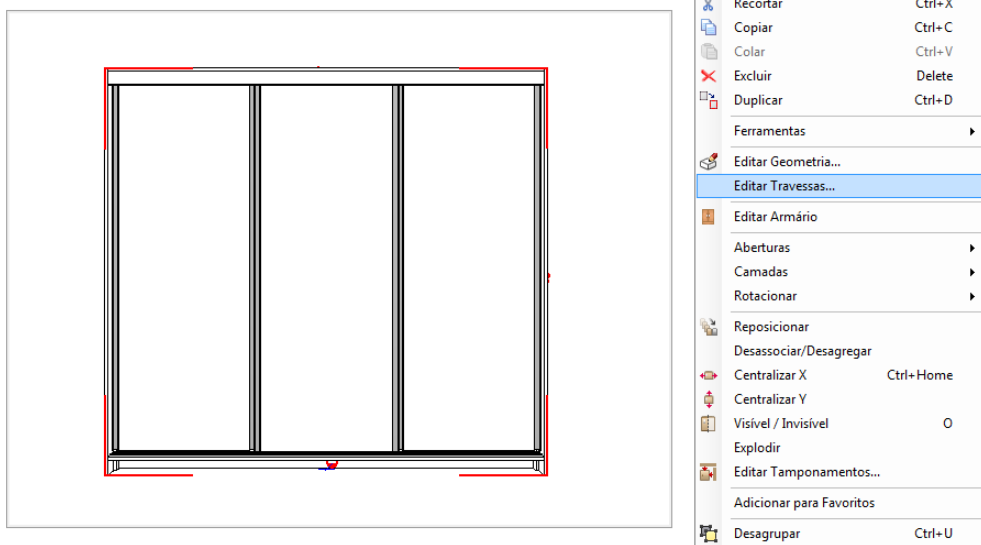 Recortar Ctrl+X
Copiar Ctrl+C
Colar Ctrl+V
Excluir Delete
Duplicar Ctrl+D
Ferramentas
Editar Geometria...
Editar Travessas...
Editar Armário
Aberturas
Camadas
Rotacionar
Reposicionar
Desassociar/Desagregar
Centralizar X Ctrl+Home
Centralizar Y
Visível / Invisível O
Explodir
Editar Tamponamentos...
Adicionar para Favoritos
Desagrupar Ctrl+U